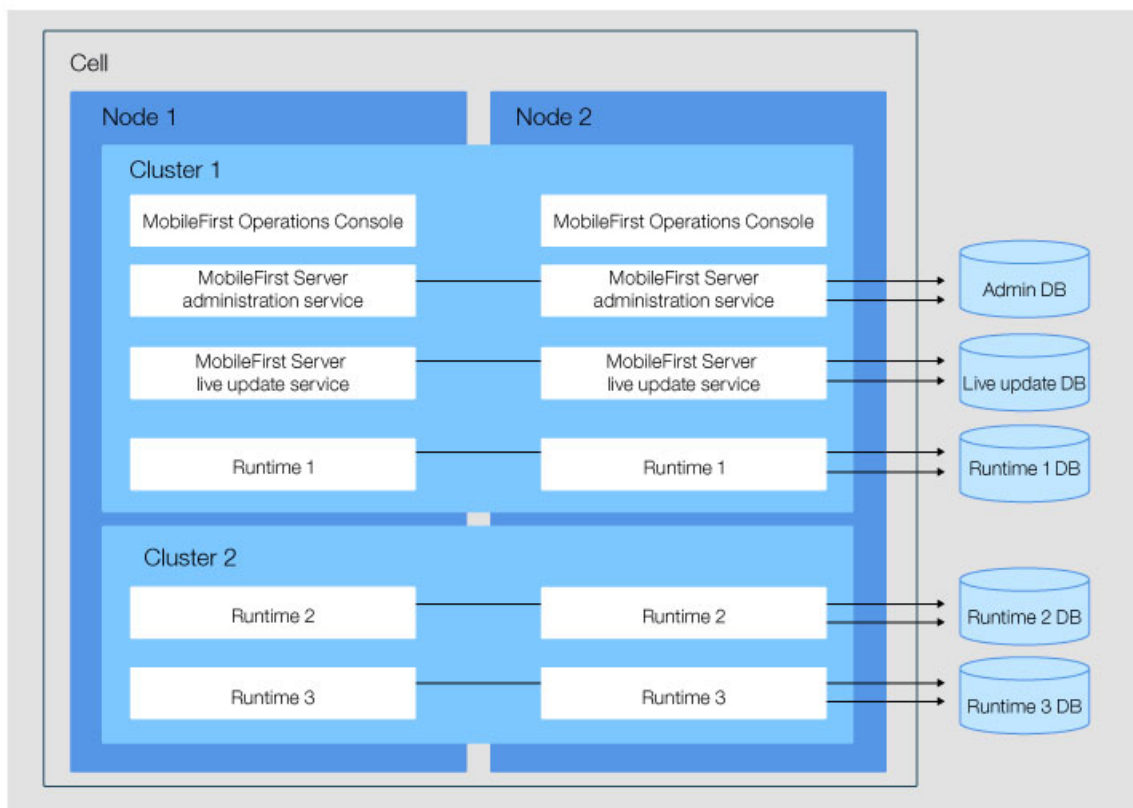 Cell
Node 1
Node 2
Cluster 1
MobileFirst Operations Console
MobileFirst Operations Console
MobileFirst Server
administration service
MobileFirst Server
administration service
Admin DB
MobileFirst Server
live update service
MobileFirst Server
live update service
Live update DB
Runtime 1
Runtime 1
Runtime 1 DB
Cluster 2
Runtime 2
Runtime 2
Runtime 2 DB
Runtime 3
Runtime 3
Runtime 3 DB